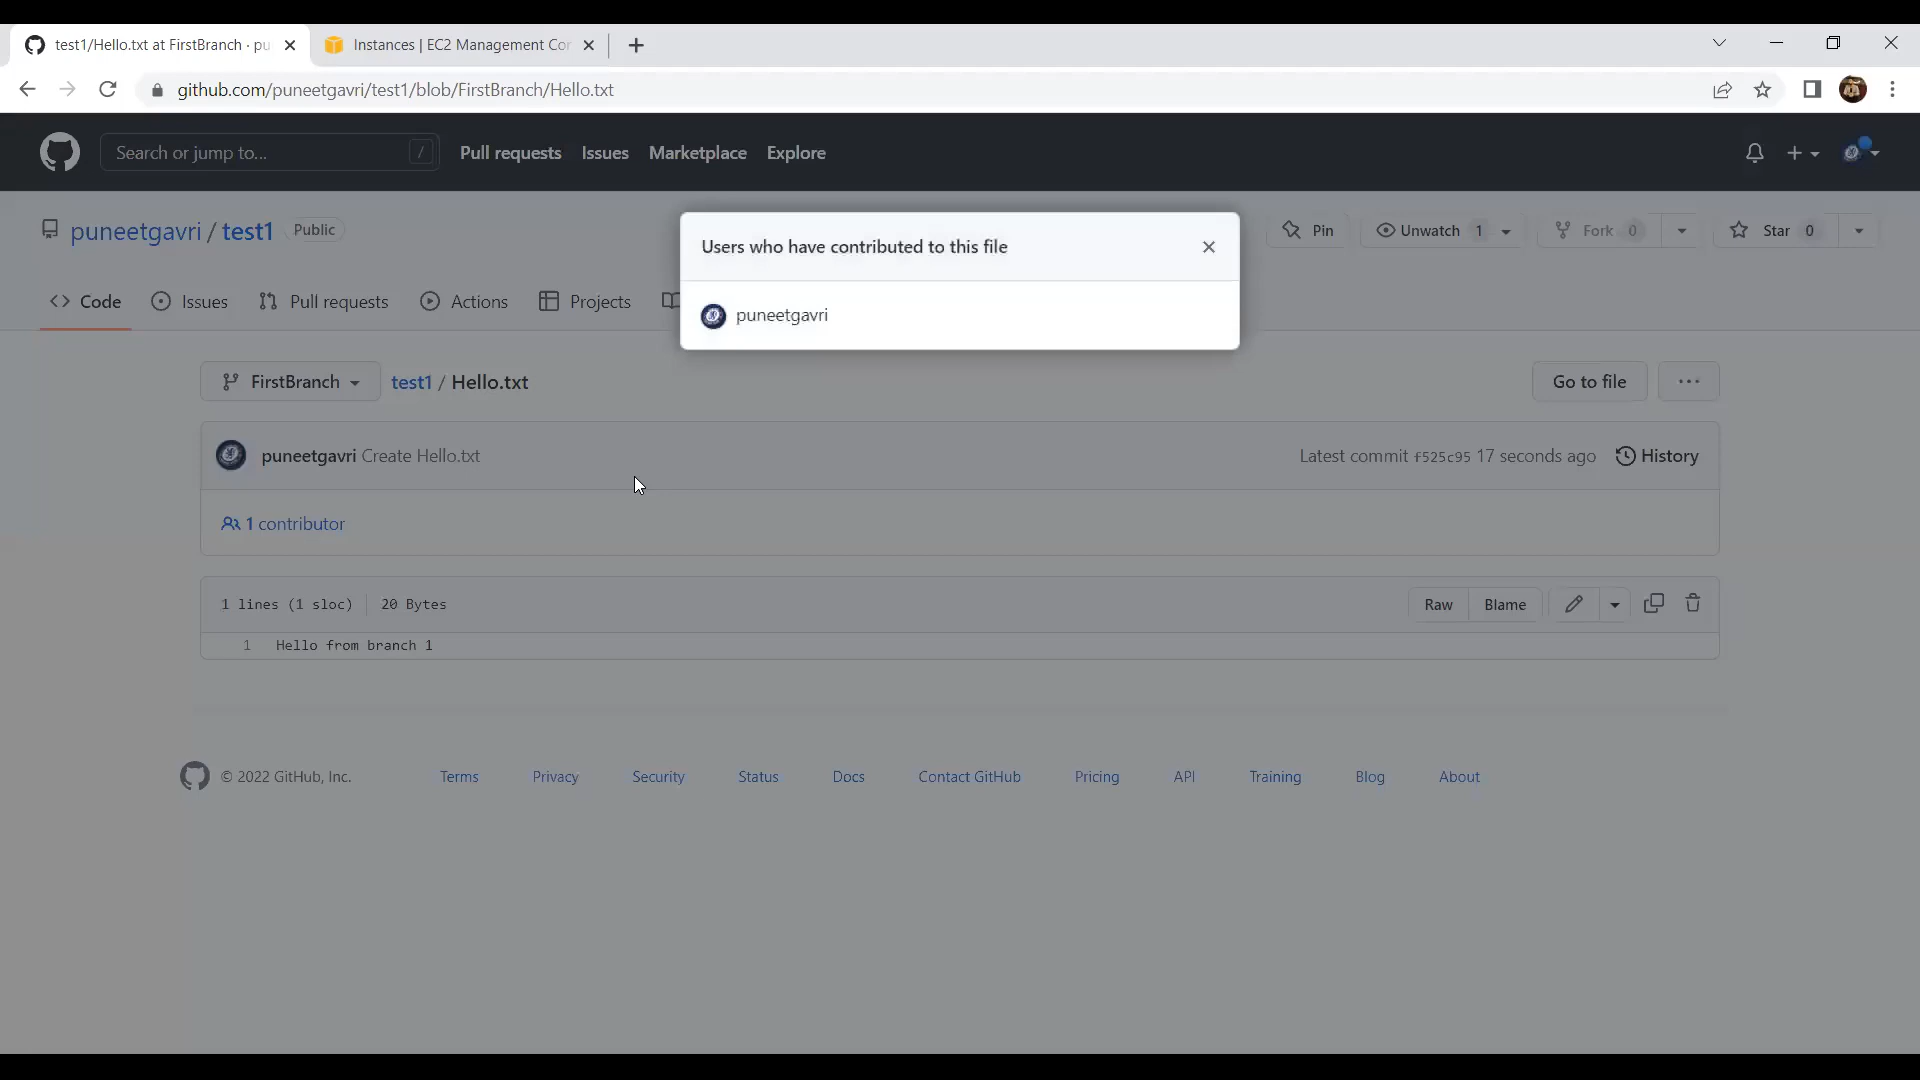 test1/Hello.txt at FirstBranch · pu
Instances | EC2 Management Cor
github.com/puneetgavri/test1/blob/FirstBranch/Hello.txt
Search or jump to... /
Pull requests Issues Marketplace Explore
puneetgavri / test1 Public
Users who have contributed to this file
Pin Unwatch 1 Fork 0 Star 0
Code Issues Pull requests Actions Projects
puneetgavri
FirstBranch test1 / Hello.txt Go to file
puneetgavri Create Hello.txt Latest commit f525c95 17 seconds ago History
1 contributor
1 lines (1 sloc) 20 Bytes Raw Blame
1 Hello from branch 1
© 2022 GitHub, Inc. Terms Privacy Security Status Docs Contact GitHub Pricing API Training Blog About